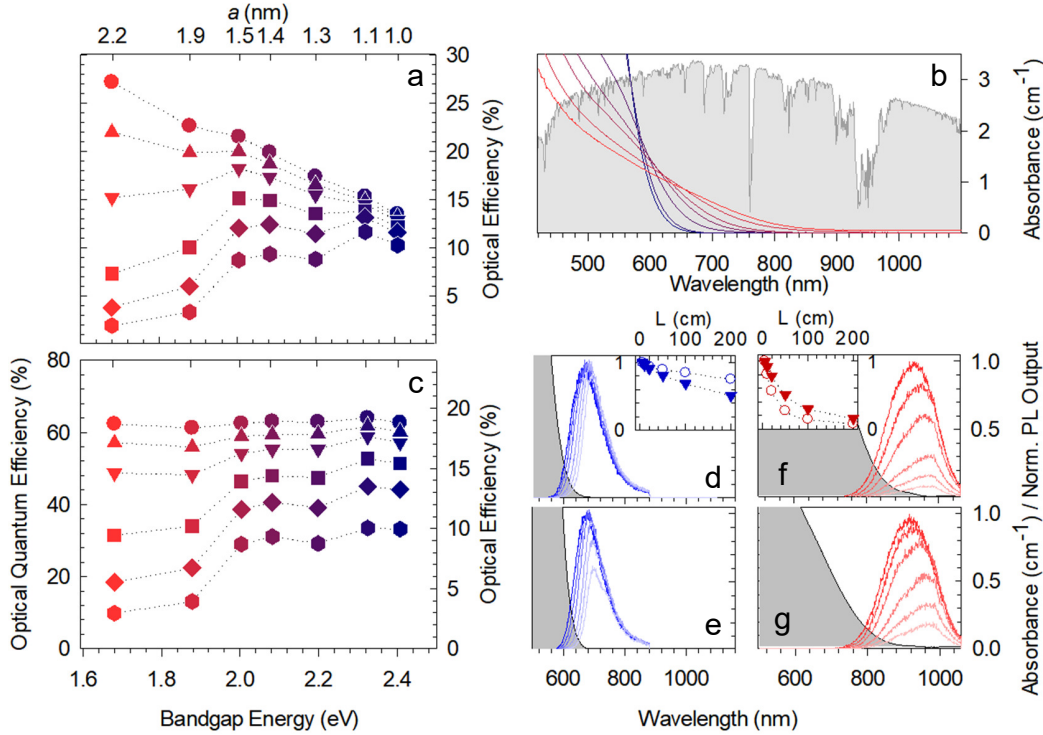 a (nm)
2.2 1.9 1.5 1.4 1.3 1.1 1.0
30
25
20
15
10
5
Optical Efficiency (%)
a
b
3
2
1
0
Absorbance (cm-1)
500 600 700 800 900 1000
Wavelength (nm)
80
60
40
20
0
Optical Quantum Efficiency (%)
c
20
15
10
5
0
Optical Efficiency (%)
1.6 1.8 2.0 2.2 2.4
Bandgap Energy (eV)
L (cm)
0 100 200
1
0
d
L (cm)
0 100 200
1
0
f
1.0
0.5
0.0
e
g
1.0
0.5
0.0
Absorbance (cm-1) / Norm. PL Output
600 800 1000
600 800 1000
Wavelength (nm)